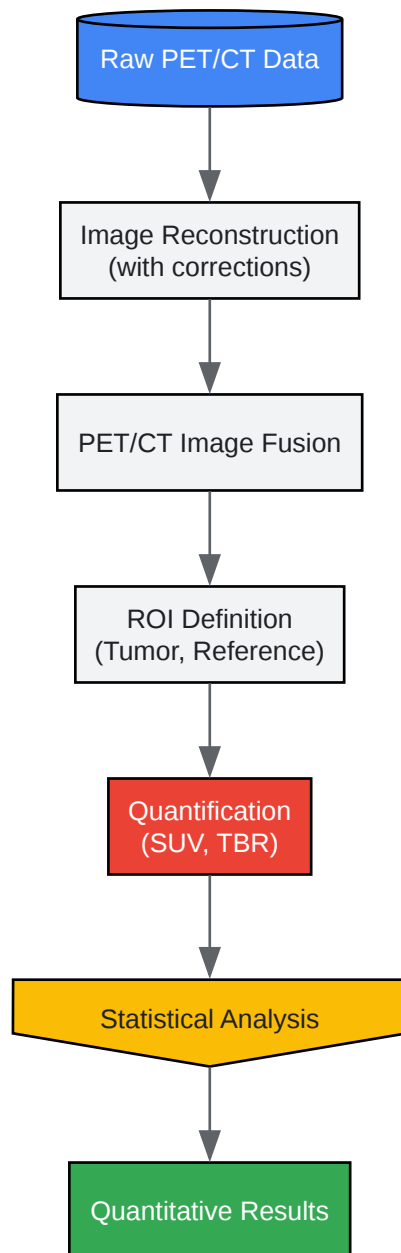 Raw PET/CT Data
Image Reconstruction
(with corrections)
PET/CT Image Fusion
ROI Definition
(Tumor, Reference)
Quantification
(SUV, TBR)
Statistical Analysis
Quantitative Results